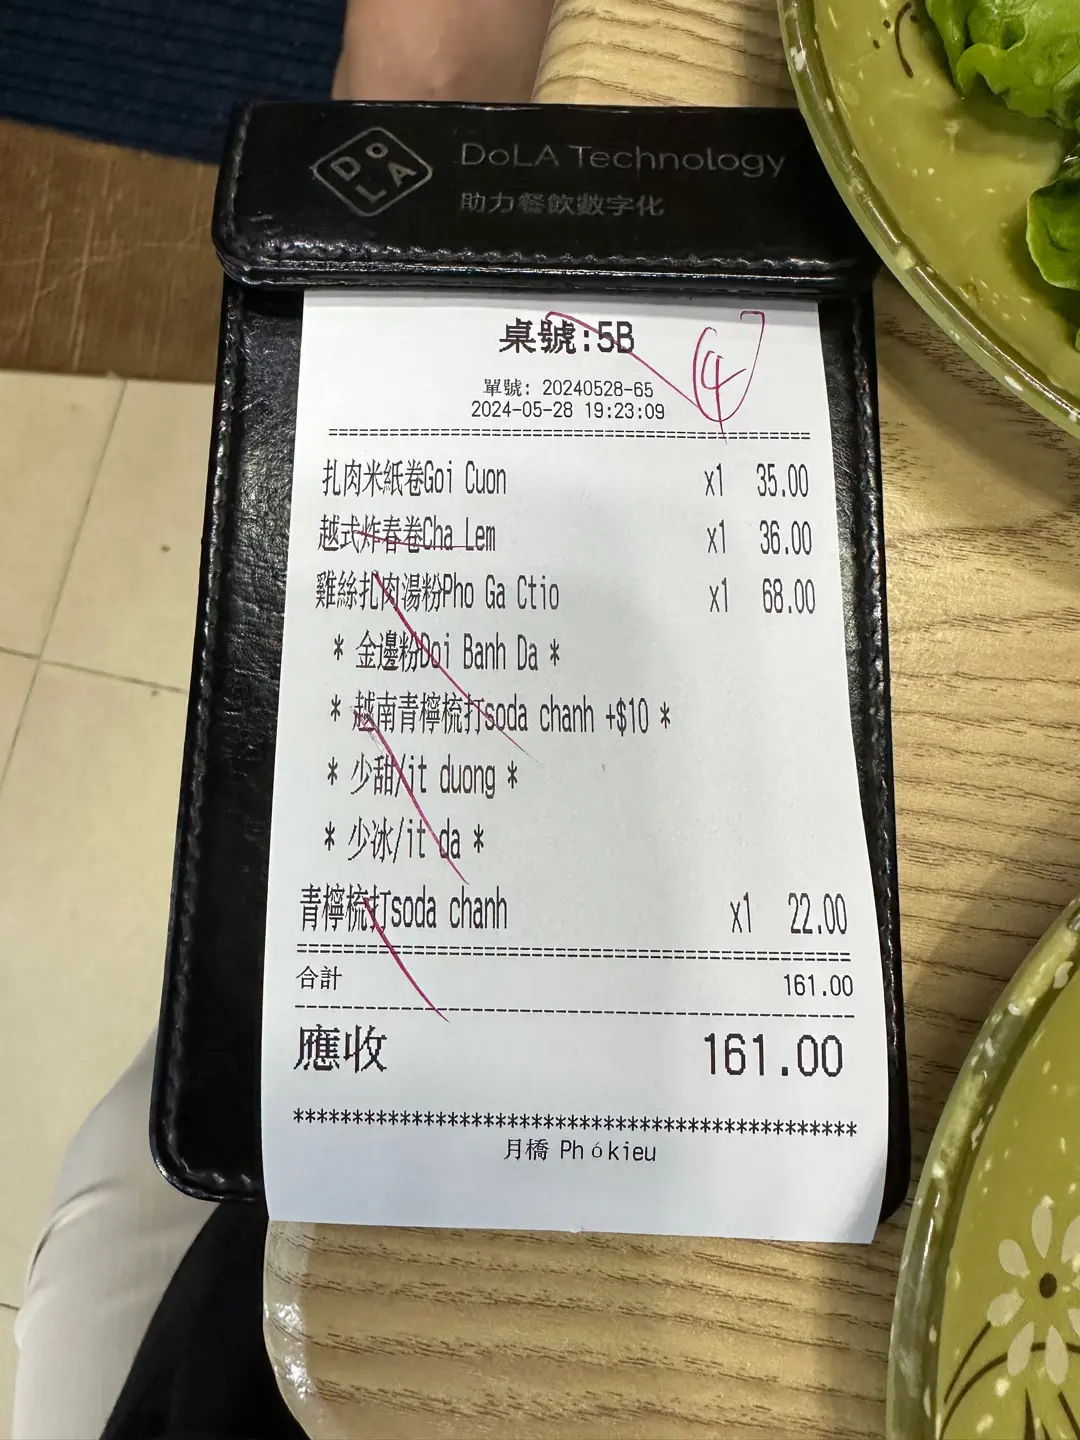 DOLA
DoLA Technology
助力餐飲數字化
桌號:5B
4
單號: 20240528-65
2024-05-28 19:23:09
扎肉米紙卷Goi Cuon x1 35.00
越式炸春卷Cha Lem x1 36.00
雞絲扎肉湯粉Pho Ga Ctio x1 68.00
* 金邊粉Doi Banh Da *
* 越南青檸梳打soda chanh +$10 *
* 少甜/it duong *
* 少冰/it da *
青檸梳打soda chanh x1 22.00
合計 161.00
應收 161.00
************************************************
月橋 Phókieu